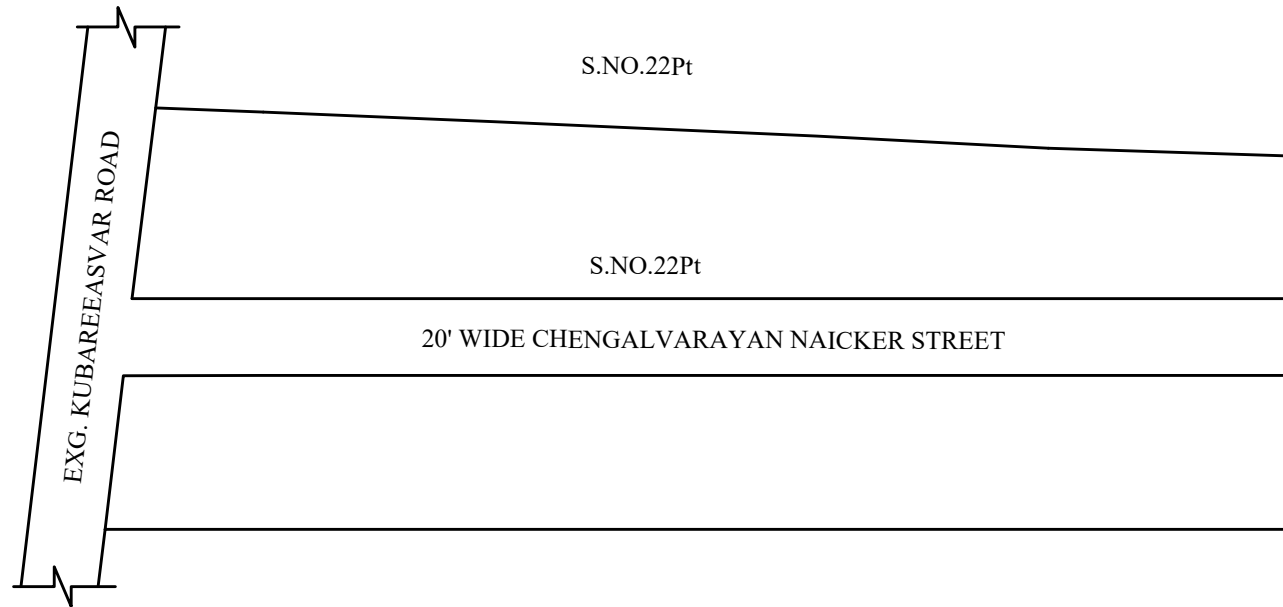 S.NO.22Pt
S.NO.22Pt
20' WIDE CHENGALVARAYAN NAICKER STREET
EXG. KUBAREEASVAR ROAD